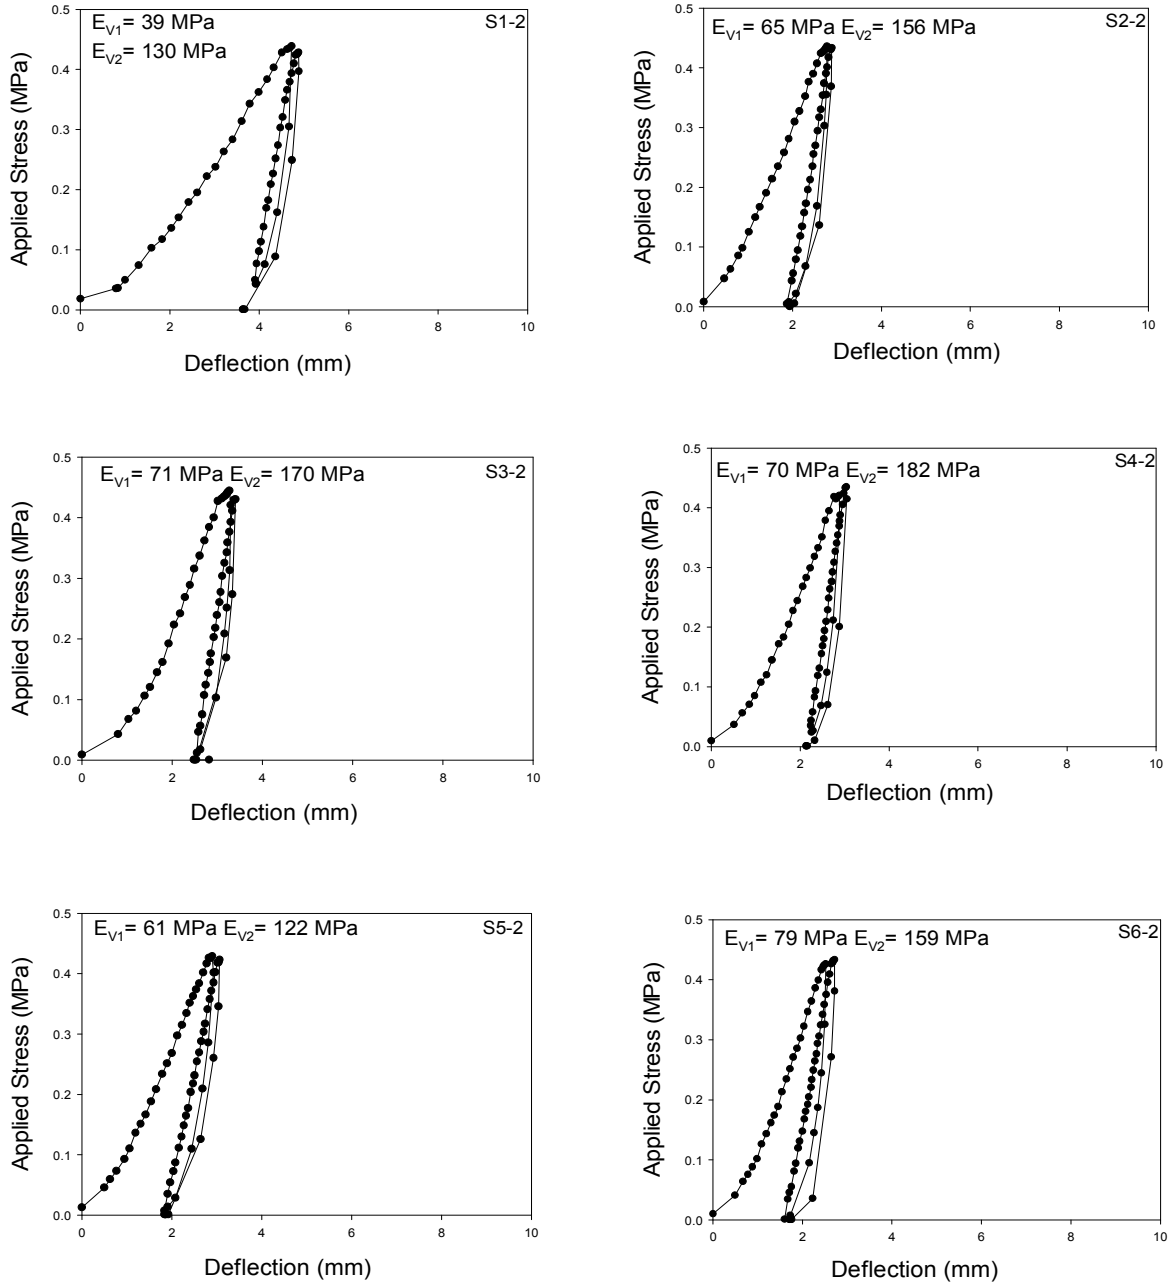 E_V1= 39 MPa
E_V2= 130 MPa
S1-2
0.5
0.4
0.3
0.2
0.1
0.0
Applied Stress (MPa)
0 2 4 6 8 10
Deflection (mm)
E_V1= 65 MPa E_V2= 156 MPa
S2-2
0.5
0.4
0.3
0.2
0.1
0.0
Applied Stress (MPa)
0 2 4 6 8 10
Deflection (mm)
E_V1= 71 MPa E_V2= 170 MPa
S3-2
0.5
0.4
0.3
0.2
0.1
0.0
Applied Stress (MPa)
0 2 4 6 8 10
Deflection (mm)
E_V1= 70 MPa E_V2= 182 MPa
S4-2
0.5
0.4
0.3
0.2
0.1
0.0
Applied Stress (MPa)
0 2 4 6 8 10
Deflection (mm)
E_V1= 61 MPa E_V2= 122 MPa
S5-2
0.5
0.4
0.3
0.2
0.1
0.0
Applied Stress (MPa)
0 2 4 6 8 10
Deflection (mm)
E_V1= 79 MPa E_V2= 159 MPa
S6-2
0.5
0.4
0.3
0.2
0.1
0.0
Applied Stress (MPa)
0 2 4 6 8 10
Deflection (mm)